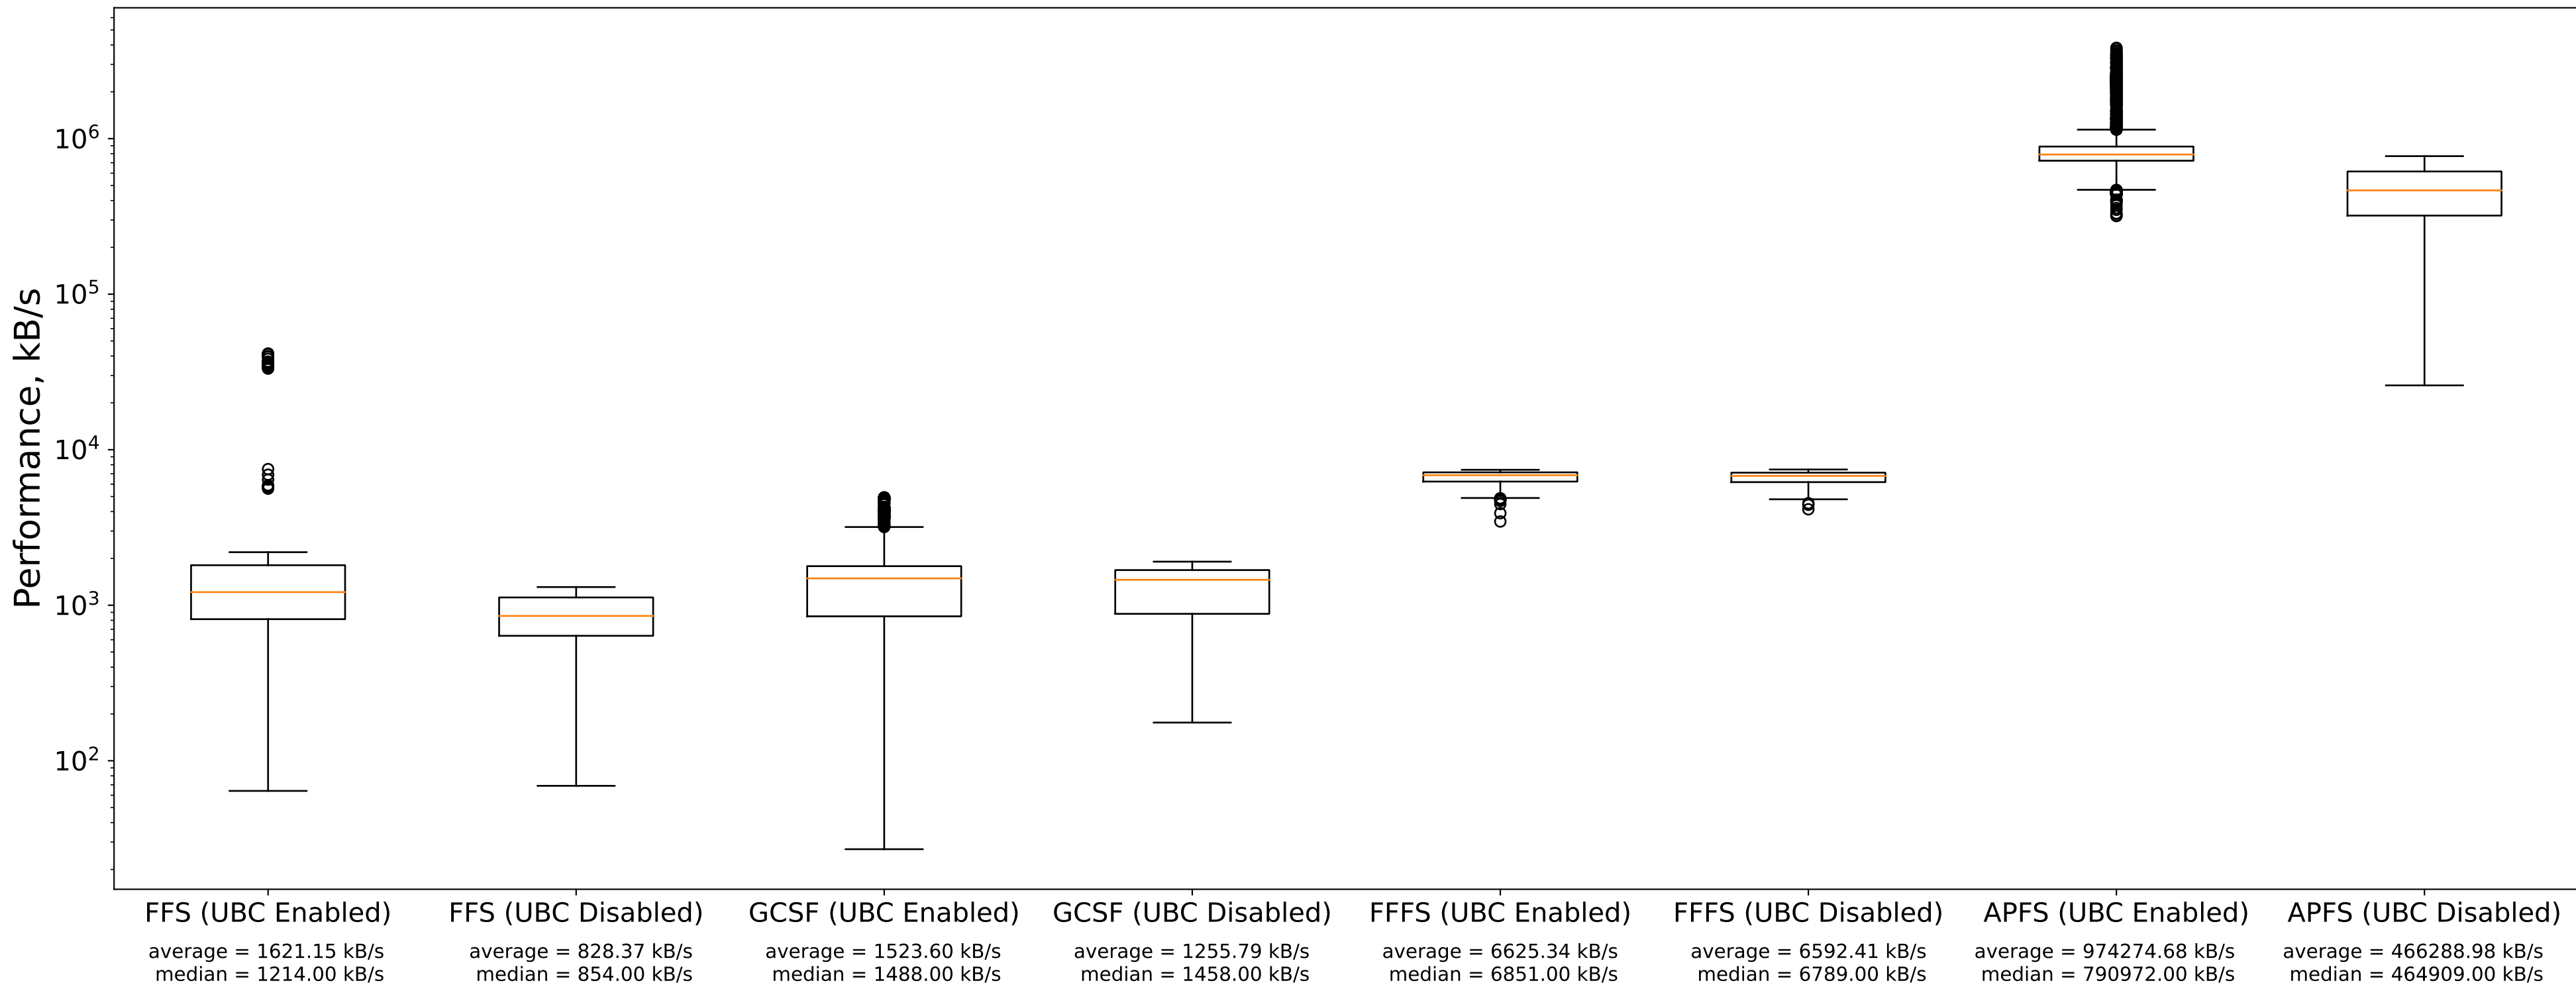 Performance, kB/s
10^6
10^5
10^4
10^3
10^2
FFS (UBC Enabled)
average = 1621.15 kB/s
median = 1214.00 kB/s
FFS (UBC Disabled)
average = 828.37 kB/s
median = 854.00 kB/s
GCSF (UBC Enabled)
average = 1523.60 kB/s
median = 1488.00 kB/s
GCSF (UBC Disabled)
average = 1255.79 kB/s
median = 1458.00 kB/s
FFFS (UBC Enabled)
average = 6625.34 kB/s
median = 6851.00 kB/s
FFFS (UBC Disabled)
average = 6592.41 kB/s
median = 6789.00 kB/s
APFS (UBC Enabled)
average = 974274.68 kB/s
median = 790972.00 kB/s
APFS (UBC Disabled)
average = 466288.98 kB/s
median = 464909.00 kB/s